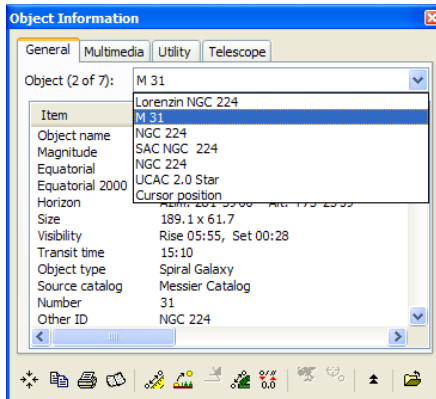 Object Information
General Multimedia Utility Telescope
Object (2 of 7): M 31
Lorenzin NGC 224
M 31
NGC 224
SAC NGC 224
NGC 224
UCAC 2.0 Star
Cursor position
Item
Object name
Magnitude
Equatorial
Equatorial 2000
Horizon
Size 189.1 x 61.7
Visibility Rise 05:55, Set 00:28
Transit time 15:10
Object type Spiral Galaxy
Source catalog Messier Catalog
Number 31
Other ID NGC 224